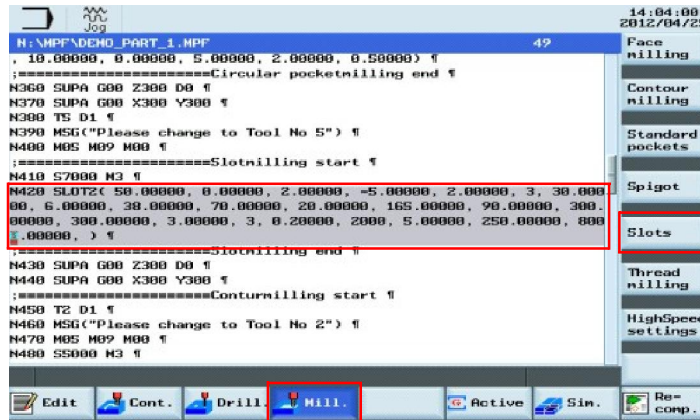 Jog
14:04:00
2012/04/2
N:\MPF\DEMO_PART_1.MPF 49
, 10.00000, 0.00000, 5.00000, 2.00000, 0.50000) ¶
;======================Circular pocketmilling end ¶
N360 SUPA G00 Z300 D0 ¶
N370 SUPA G00 X300 Y300 ¶
N380 T5 D1 ¶
N390 MSG("Please change to Tool No 5") ¶
N400 M05 M09 M00 ¶
;======================Slotmilling start ¶
N410 S7000 M3 ¶
N420 SLOT2( 50.00000, 0.00000, 2.00000, -5.00000, 2.00000, 3, 30.000
00, 6.00000, 38.00000, 70.00000, 20.00000, 165.00000, 90.00000, 300.
00000, 300.00000, 3.00000, 3, 0.20000, 2000, 5.00000, 250.00000, 800
.00000, ) ¶
;======================Slotmilling end ¶
N430 SUPA G00 Z300 D0 ¶
N440 SUPA G00 X300 Y300 ¶
;======================Conturmilling start ¶
N450 T2 D1 ¶
N460 MSG("Please change to Tool No 2") ¶
N470 M05 M09 M00 ¶
N480 S5000 M3 ¶
Face
milling
Contour
milling
Standard
pockets
Spigot
Slots
Thread
milling
HighSpee
settings
Edit
Cont.
Drill.
Mill.
Active
Sim.
Re-
comp.